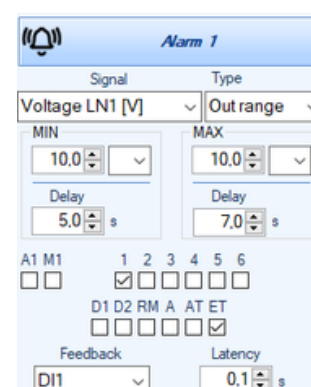 Alarm 1
Signal Type
Voltage LN1 [V] Out range
MIN MAX
10,0 10,0
Delay Delay
5,0 s 7,0 s
A1 M1 1 2 3 4 5 6
D1 D2 RM A AT ET
Feedback Latency
DI1 0,1 s